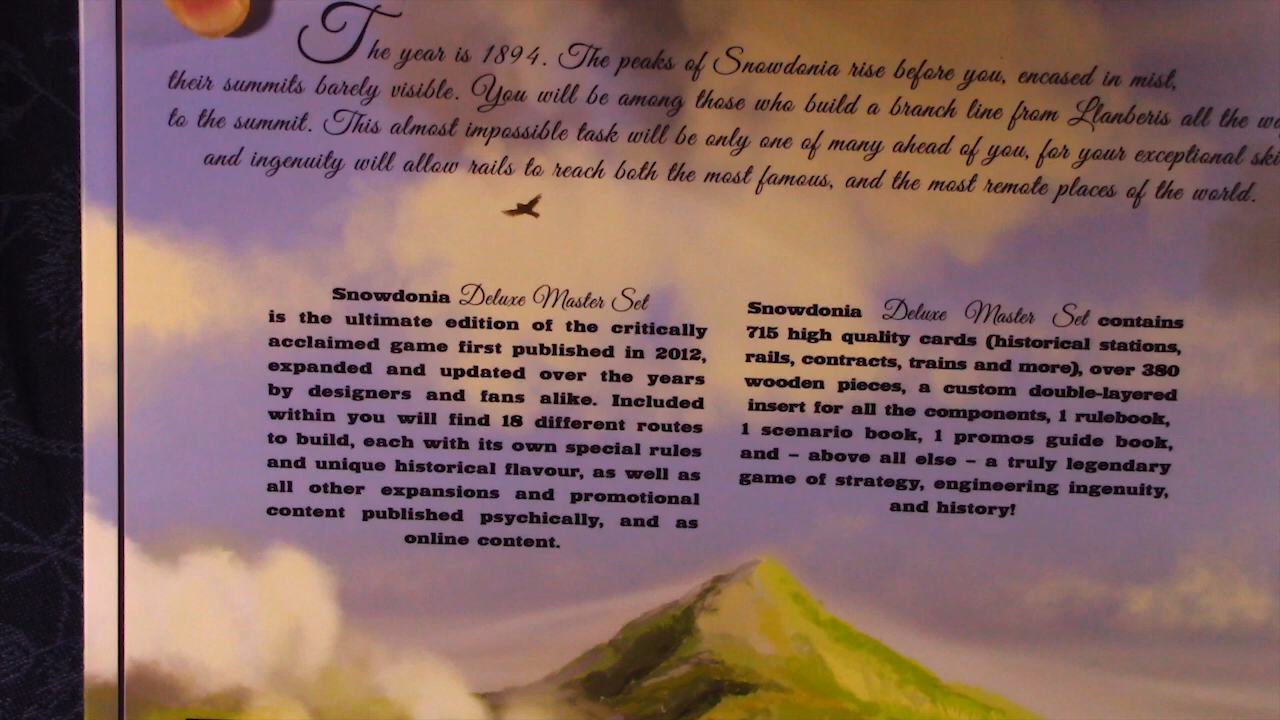 The year is 1894. The peaks of Snowdonia rise before you, encased in mist,
their summits barely visible. You will be among those who build a branch line from Llanberis all the
to the summit. This almost impossible task will be only one of many ahead of you, for your exceptional
and ingenuity will allow rails to reach both the most famous, and the most remote places of the world.
Snowdonia Deluxe Master Set
is the ultimate edition of the critically
acclaimed game first published in 2012,
expanded and updated over the years
by designers and fans alike. Included
within you will find 18 different routes
to build, each with its own special rules
and unique historical flavour, as well as
all other expansions and promotional
content published psychically, and as
online content.
Snowdonia Deluxe Master Set contains
715 high quality cards (historical stations,
rails, contracts, trains and more), over 380
wooden pieces, a custom double-layered
insert for all the components, 1 rulebook,
1 scenario book, 1 promos guide book,
and – above all else – a truly legendary
game of strategy, engineering ingenuity,
and history!